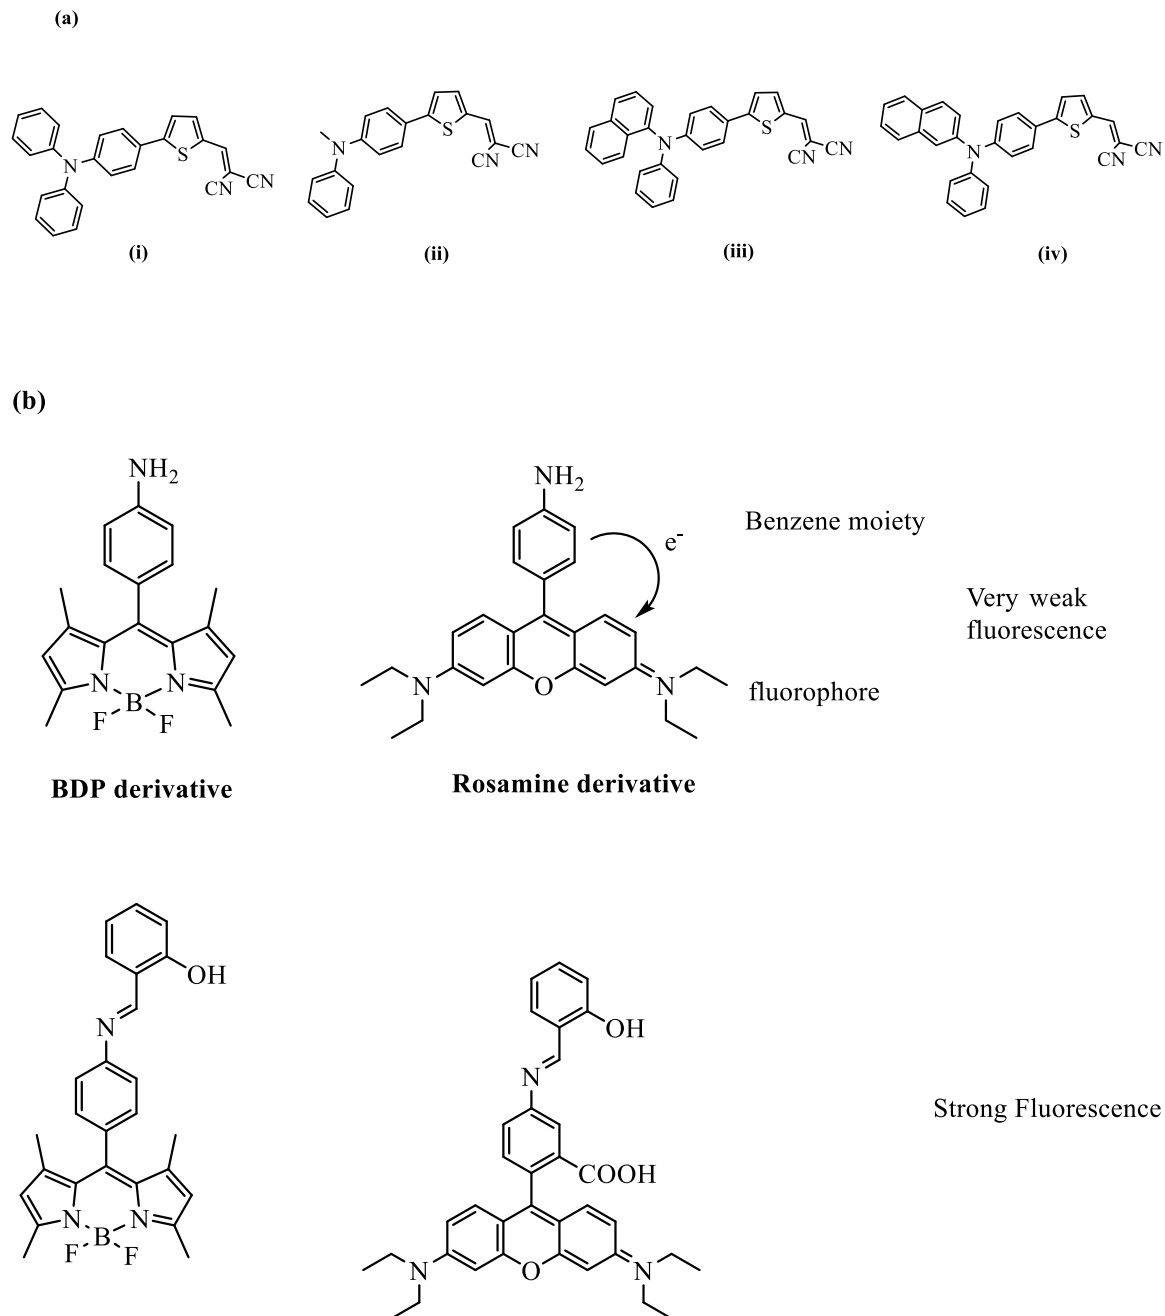 (a)
N
S
CN
CN
(i)
N
S
CN
CN
(ii)
N
S
CN
CN
(iii)
N
S
CN
CN
(iv)
(b)
NH2
N
N
B
F
F
BDP derivative
NH2
e-
N
O
N
Rosamine derivative
Benzene moiety
fluorophore
Very weak
fluorescence
OH
N
N
N
B
F
F
OH
N
COOH
N
O
N
Strong Fluorescence